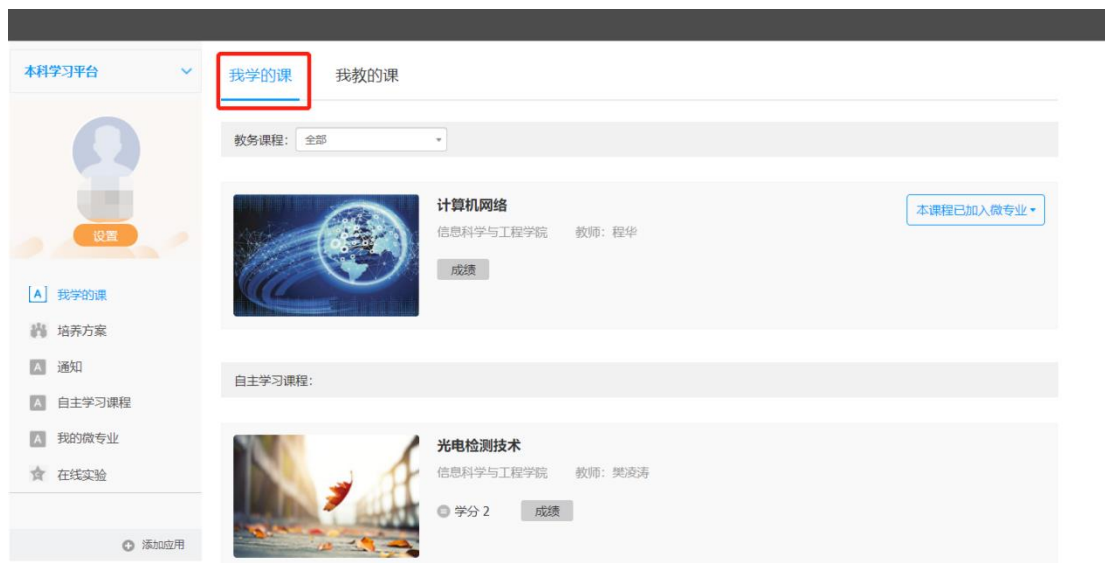 本科学习平台
我学的课 我教的课
教务课程： 全部
设置
我学的课
培养方案
通知
自主学习课程
我的微专业
在线实验
添加应用
计算机网络
信息科学与工程学院 教师：程华
成绩
本课程已加入微专业
自主学习课程：
光电检测技术
信息科学与工程学院 教师：樊凌涛
学分 2 成绩